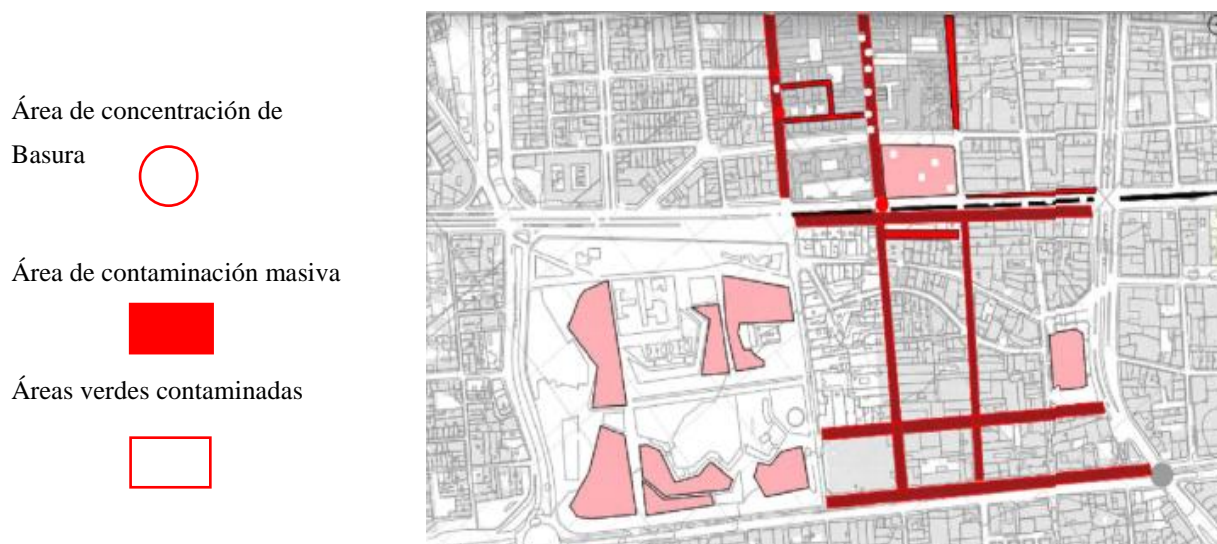 Área de concentración de
Basura
Área de contaminación masiva
Áreas verdes contaminadas